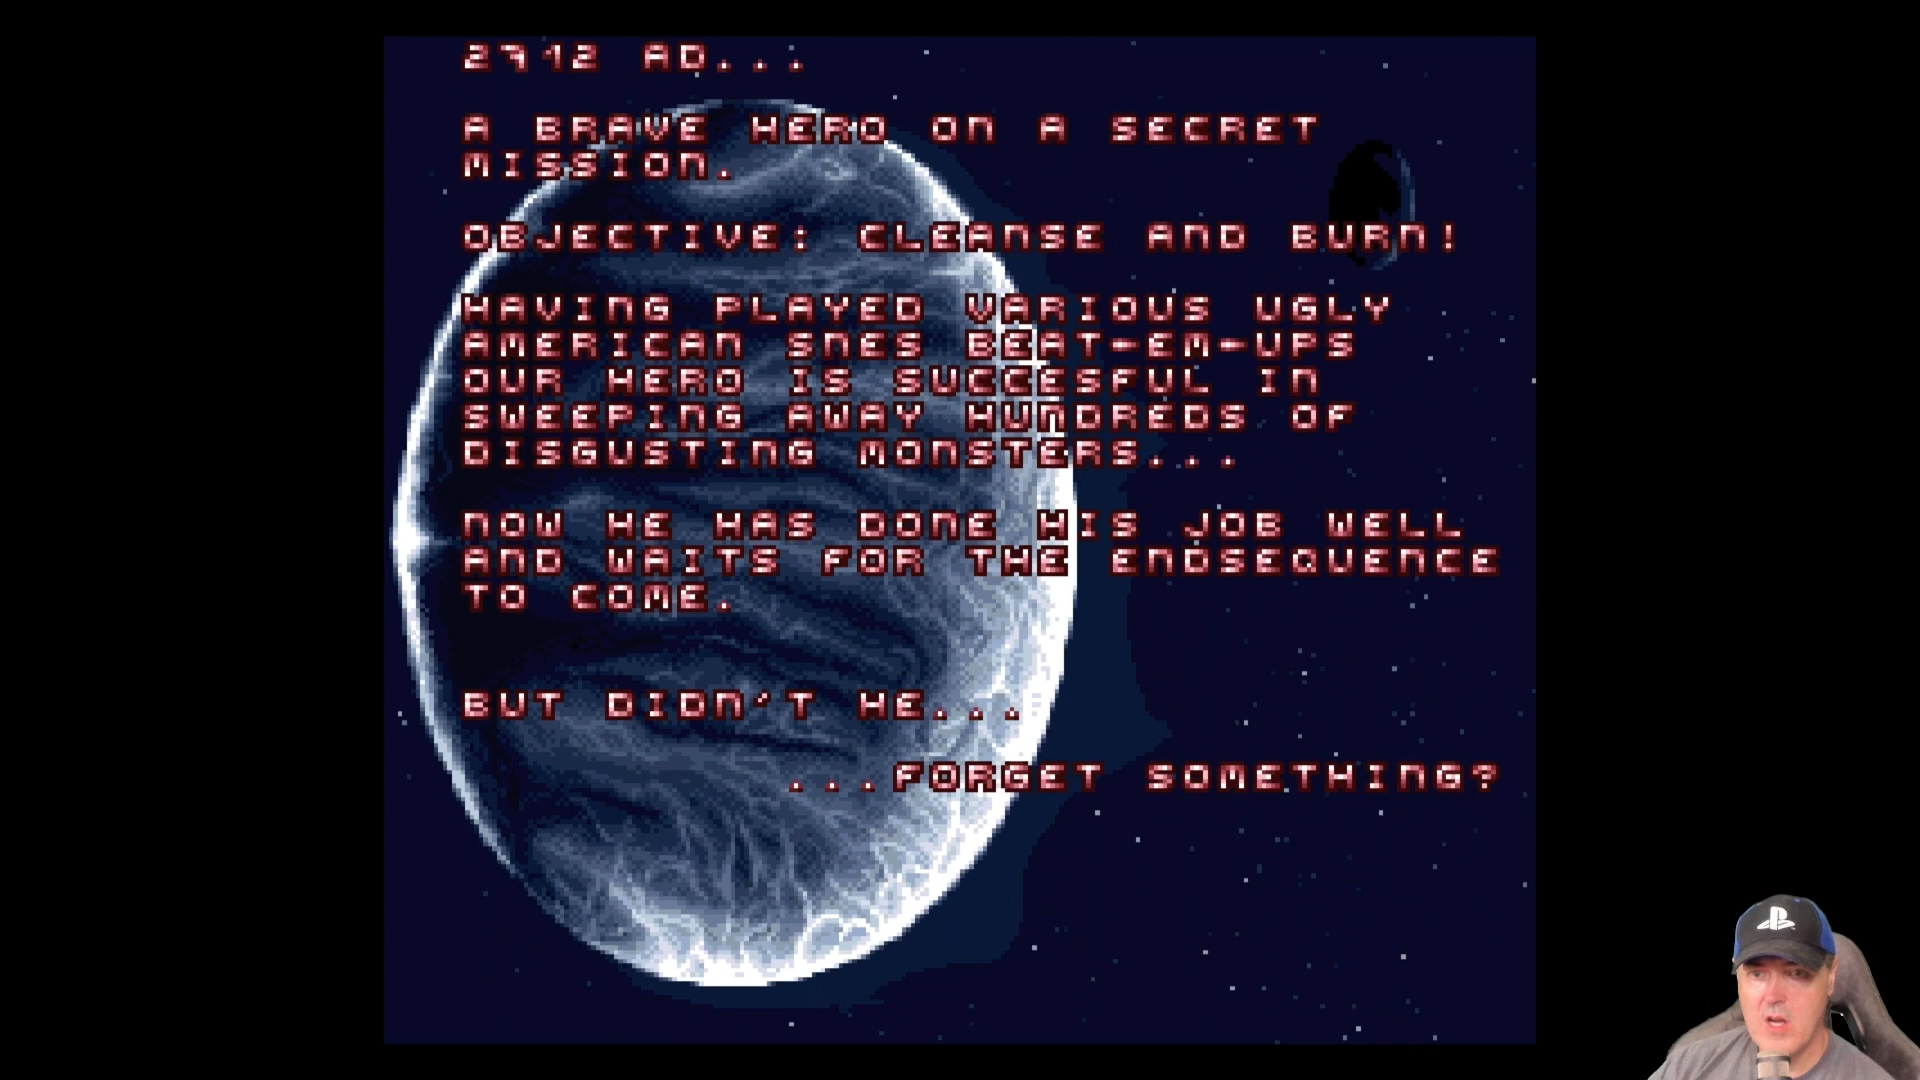 2712 AD...
A BRAVE HERO ON A SECRET
MISSION.
OBJECTIVE: CLEANSE AND BURN!
HAVING PLAYED VARIOUS UGLY
AMERICAN SNES BEAT-EM-UPS
OUR HERO IS SUCCESFUL IN
SWEEPING AWAY HUNDREDS OF
DISGUSTING MONSTERS...
NOW HE HAS DONE HIS JOB WELL
AND WAITS FOR THE ENDSEQUENCE
TO COME.
BUT DIDN'T HE...
...FORGET SOMETHING?